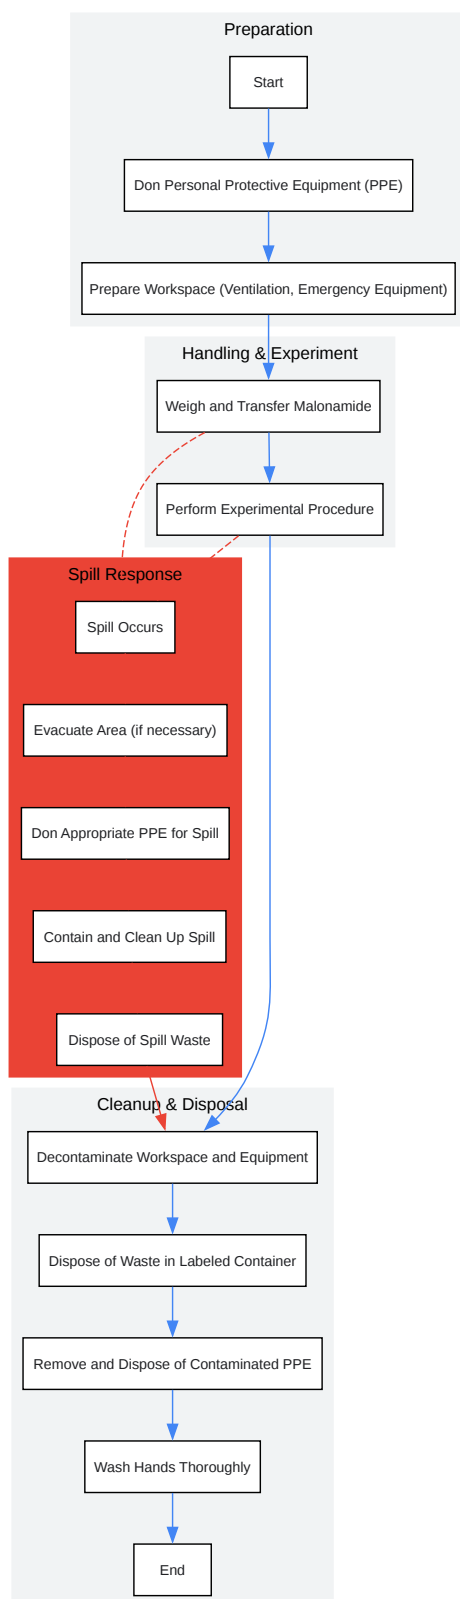 Preparation
Start
Don Personal Protective Equipment (PPE)
Prepare Workspace (Ventilation, Emergency Equipment)
Handling & Experiment
Weigh and Transfer Malonamide
Perform Experimental Procedure
Spill Response
Spill Occurs
Evacuate Area (if necessary)
Don Appropriate PPE for Spill
Contain and Clean Up Spill
Dispose of Spill Waste
Cleanup & Disposal
Decontaminate Workspace and Equipment
Dispose of Waste in Labeled Container
Remove and Dispose of Contaminated PPE
Wash Hands Thoroughly
End